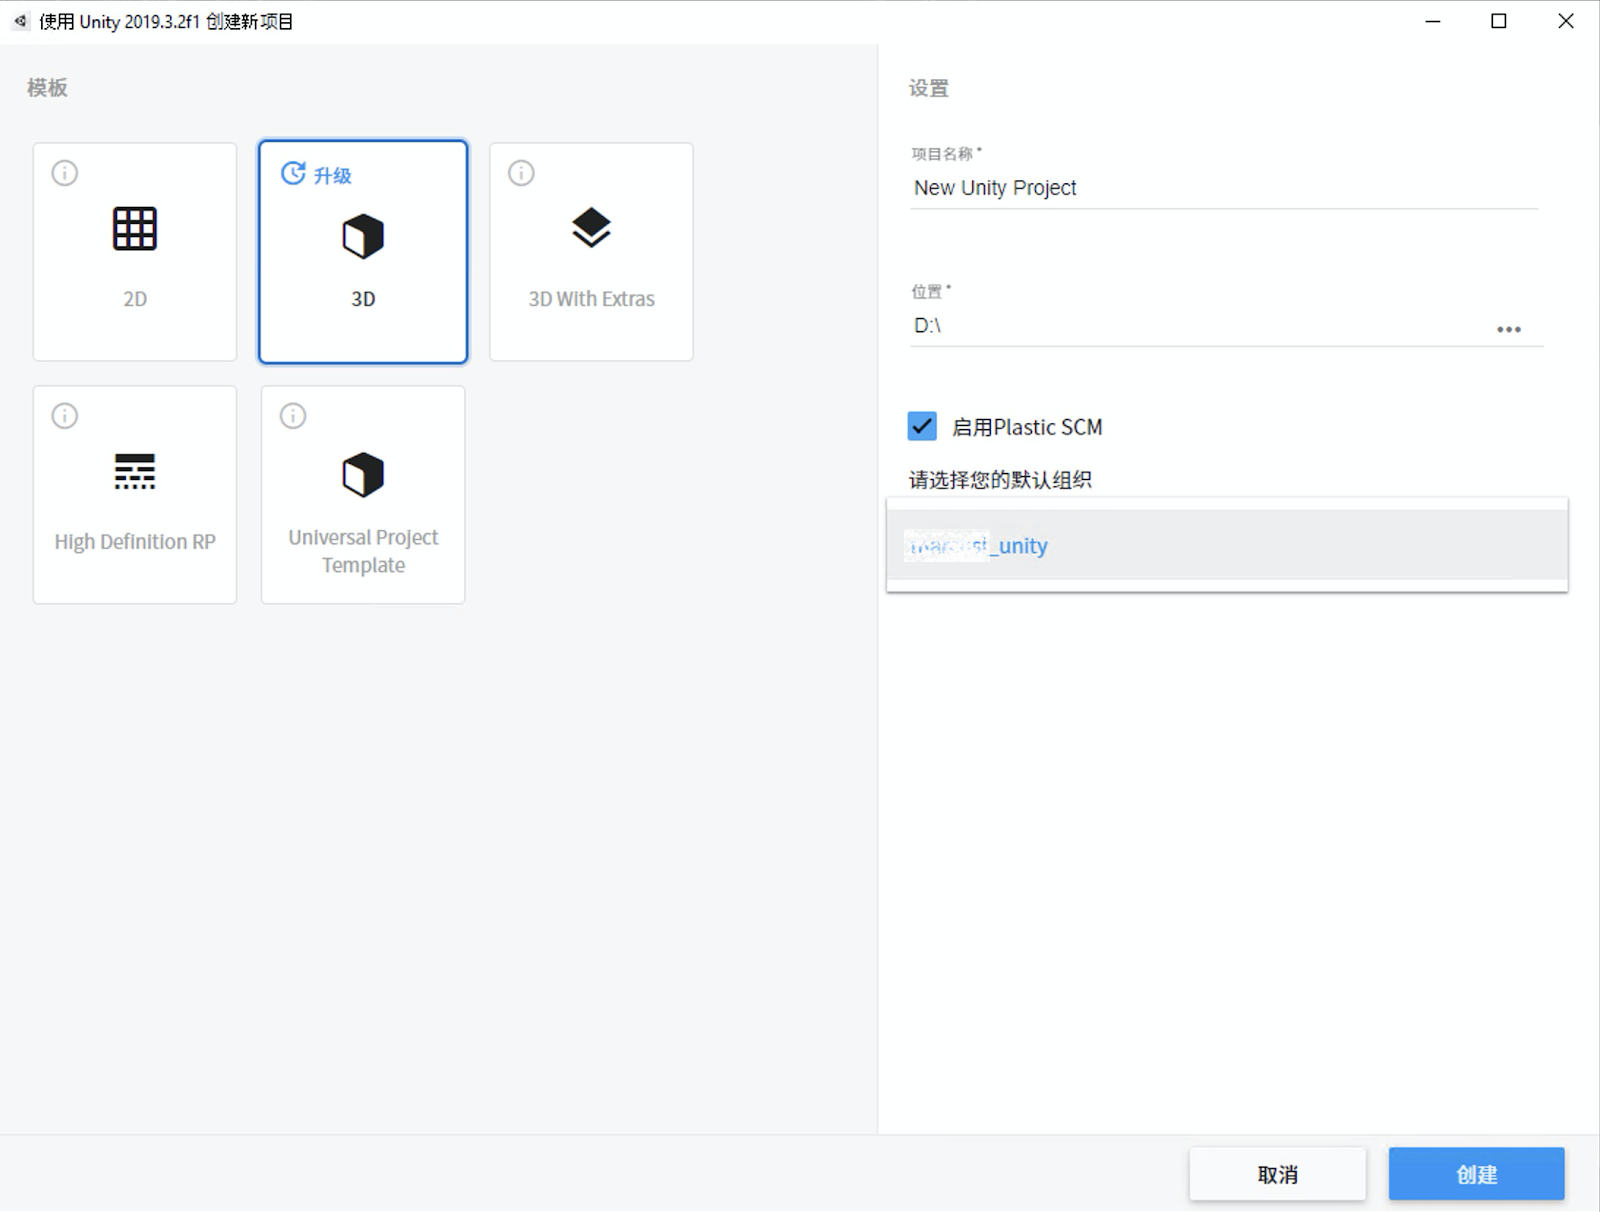 使用 Unity 2019.3.2f1 创建新项目
模板
设置
2D
升级
3D
3D With Extras
High Definition RP
Universal Project
Template
项目名称 *
New Unity Project
位置 *
D:\
启用Plastic SCM
请选择您的默认组织
_unity
取消
创建